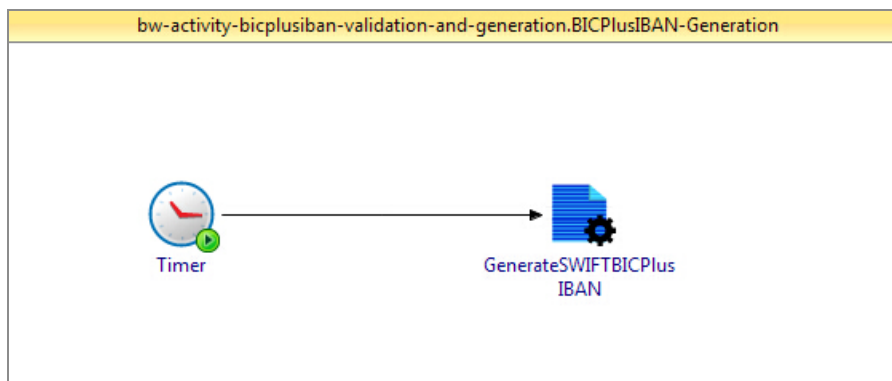 bw-activity-bicplusiban-validation-and-generation.BICPlusIBAN-Generation
Timer
GenerateSWIFTBICPlus
IBAN